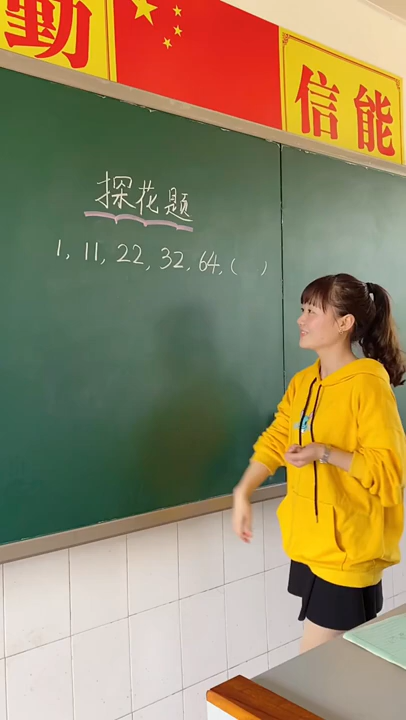 勤
信能
探花题
1, 11, 22, 32, 64, (  )